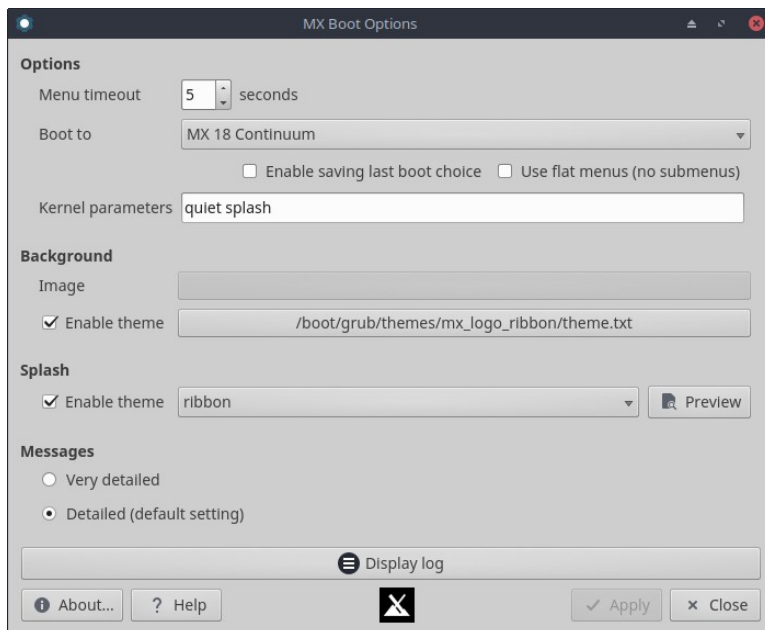 MX Boot Options
Options
Menu timeout 5 seconds
Boot to MX 18 Continuum
Enable saving last boot choice Use flat menus (no submenus)
Kernel parameters quiet splash
Background
Image
Enable theme /boot/grub/themes/mx_logo_ribbon/theme.txt
Splash
Enable theme ribbon Preview
Messages
Very detailed
Detailed (default setting)
Display log
About... ? Help Apply Close